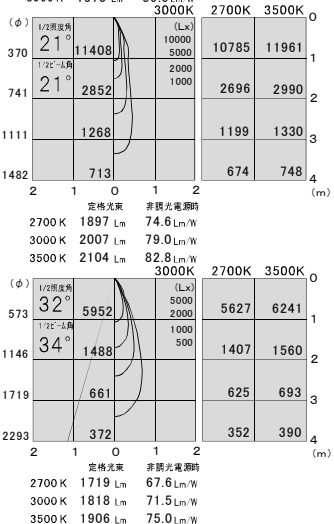 3000K 2700K 3500K
(φ) 1/2照度角 (Lx) 0
21° 10000
370 11408 5000 10785 11961 1
1/2ビーム角 2000
21° 1000
741 2852 2696 2990 2
1111 1268 1199 1330 3
1482 713 674 748 4
2 1 0 1 2 (m)
定格光束 非調光電源時
2700K 1897 Lm 74.6 Lm/W
3000K 2007 Lm 79.0 Lm/W
3500K 2104 Lm 82.8 Lm/W
3000K 2700K 3500K
(φ) 1/2照度角 (Lx) 0
32° 5000
573 5952 2000 5627 6241 1
1/2ビーム角 1000
34° 500
1146 1488 1407 1560 2
1719 661 625 693 3
2293 372 352 390 4
2 1 0 1 2 (m)
定格光束 非調光電源時
2700K 1719 Lm 67.6 Lm/W
3000K 1818 Lm 71.5 Lm/W
3500K 1906 Lm 75.0 Lm/W